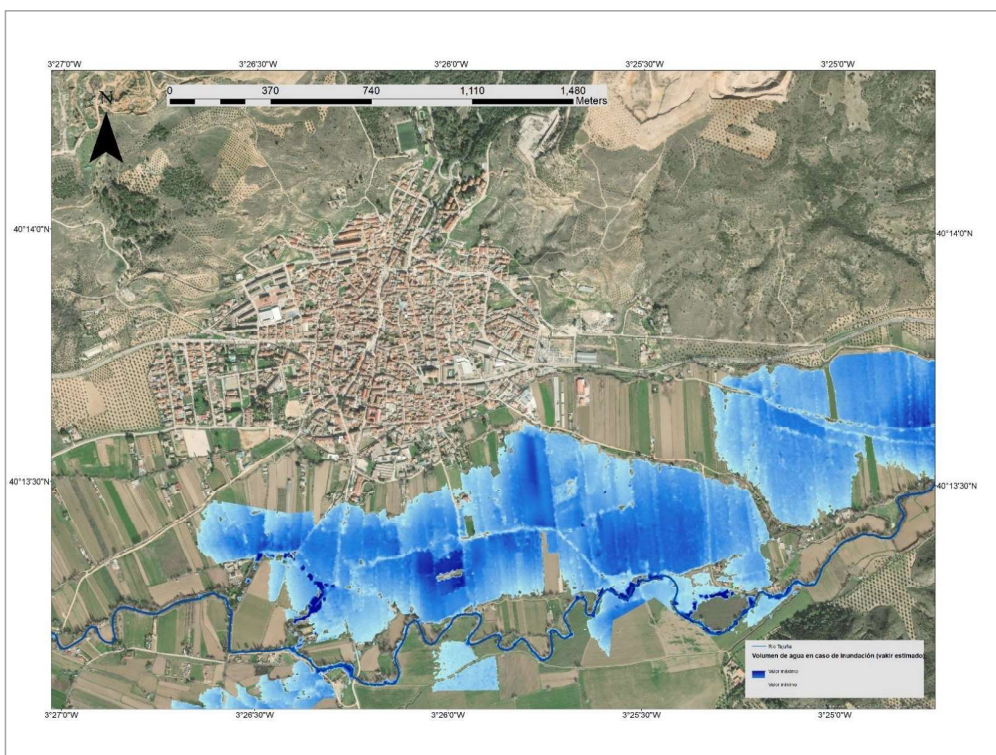 3°27'0"W 3°26'30"W 3°26'0"W 3°25'30"W 3°25'0"W
N
0 370 740 1,110 1,480
Meters
40°14'0"N 40°14'0"N
40°13'30"N 40°13'30"N
Río Tajuña
Volumen de agua en caso de Inundación (vakir estimado)
Valor máximo
Valor mínimo
3°27'0"W 3°26'30"W 3°26'0"W 3°25'30"W 3°25'0"W